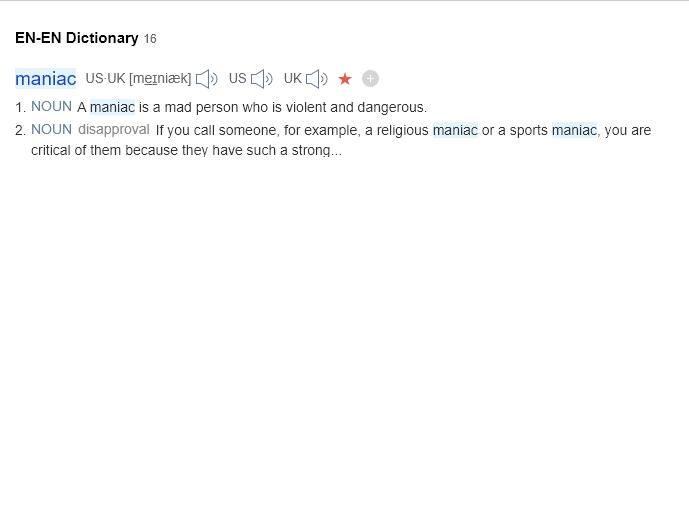 EN-EN Dictionary 16
maniac US·UK [meɪniæk] US UK
1. NOUN A maniac is a mad person who is violent and dangerous.
2. NOUN disapproval If you call someone, for example, a religious maniac or a sports maniac, you are
critical of them because they have such a strong...